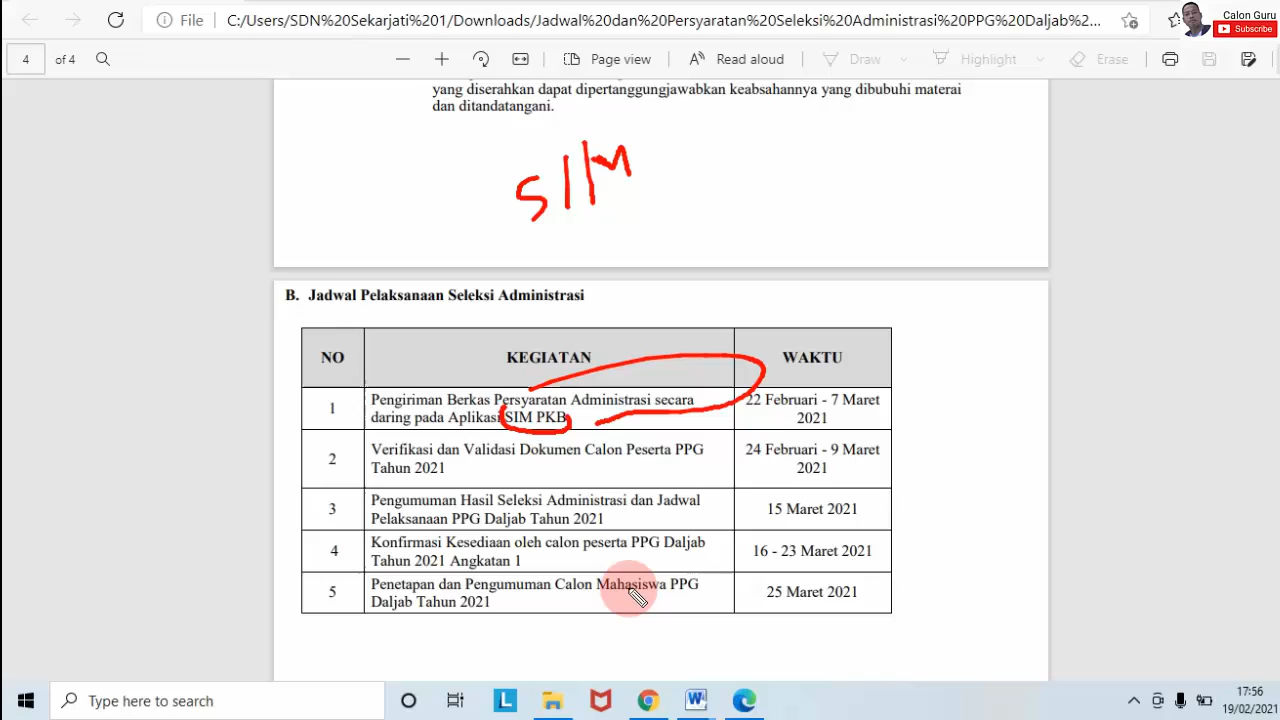 File
C:/Users/SDN%20Sekarjati%201/Downloads/Jadwal%20dan%20Persyaratan%20Seleksi%20Administrasi%20PPG%20Daljab%2...
Calon Guru
Subscribe
4 of 4
Page view
Read aloud
Draw
Highlight
Erase
yang diserahkan dapat dipertanggungjawabkan keabsahannya yang dibubuhi materai
dan ditandatangani.
B. Jadwal Pelaksanaan Seleksi Administrasi
NO KEGIATAN WAKTU
1 Pengiriman Berkas Persyaratan Administrasi secara
daring pada Aplikasi SIM PKB
22 Februari - 7 Maret
2021
2 Verifikasi dan Validasi Dokumen Calon Peserta PPG
Tahun 2021
24 Februari - 9 Maret
2021
3 Pengumuman Hasil Seleksi Administrasi dan Jadwal
Pelaksanaan PPG Daljab Tahun 2021
15 Maret 2021
4 Konfirmasi Kesediaan oleh calon peserta PPG Daljab
Tahun 2021 Angkatan 1
16 - 23 Maret 2021
5 Penetapan dan Pengumuman Calon Mahasiswa PPG
Daljab Tahun 2021
25 Maret 2021
Type here to search
17:56
19/02/2021